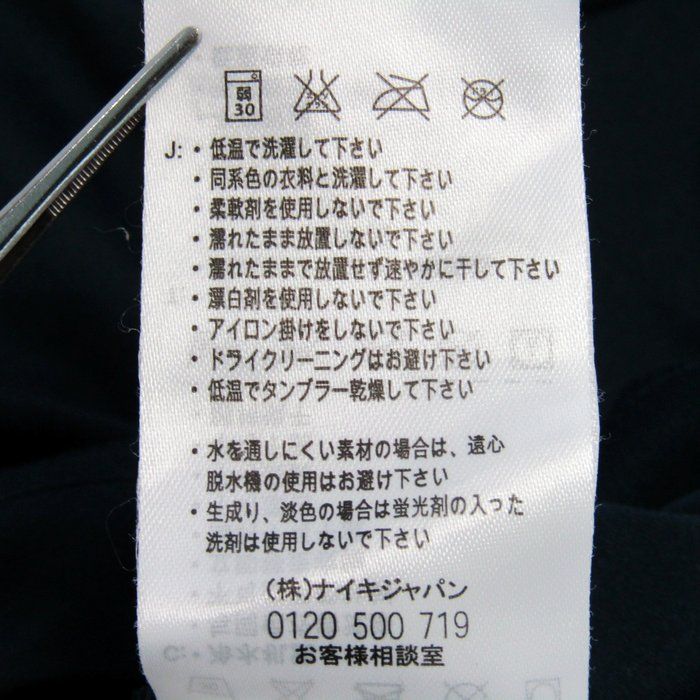 弱
30
J: ・低温で洗濯して下さい
・同系色の衣料と洗濯して下さい
・柔軟剤を使用しないで下さい
・濡れたまま放置しないで下さい
・濡れたままで放置せず速やかに干して下さい
・漂白剤を使用しないで下さい
・アイロン掛けをしないで下さい
・ドライクリーニングはお避け下さい
・低温でタンブラー乾燥して下さい
・水を通しにくい素材の場合は、遠心
脱水機の使用はお避け下さい
・生成り、淡色の場合は蛍光剤の入った
洗剤は使用しないで下さい
(株)ナイキジャパン
0120 500 719
お客様相談室